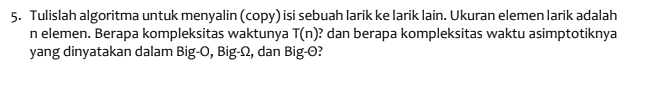 5. Tulislah algoritma untuk menyalin (copy) isi sebuah larik ke larik lain. Ukuran elemen larik adalah
n elemen. Berapa kompleksitas waktunya T(n)? dan berapa kompleksitas waktu asimptotiknya
yang dinyatakan dalam Big-O, Big-Ω, dan Big-Θ?